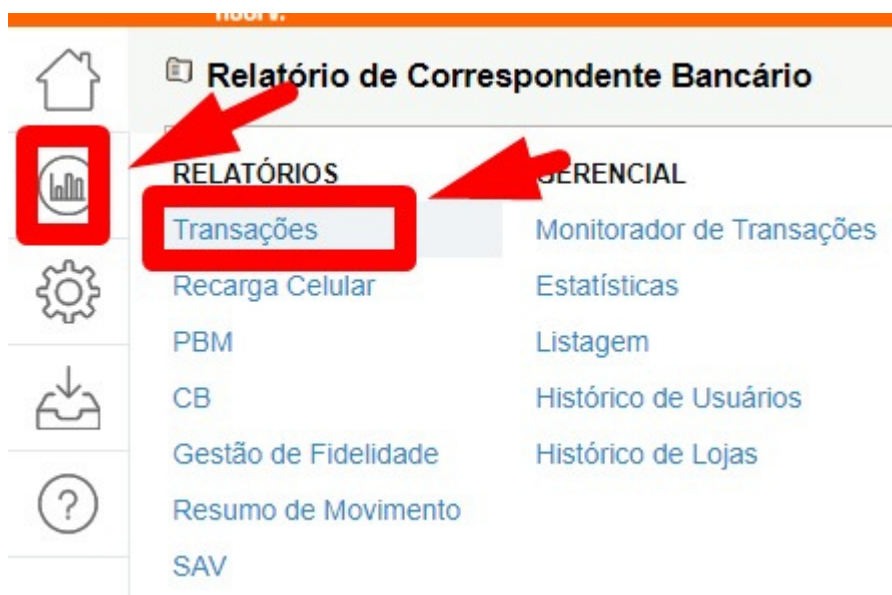 Relatório de Correspondente Bancário
RELATÓRIOS
Transações
Recarga Celular
PBM
CB
Gestão de Fidelidade
Resumo de Movimento
SAV
GERENCIAL
Monitorador de Transações
Estatísticas
Listagem
Histórico de Usuários
Histórico de Lojas
?